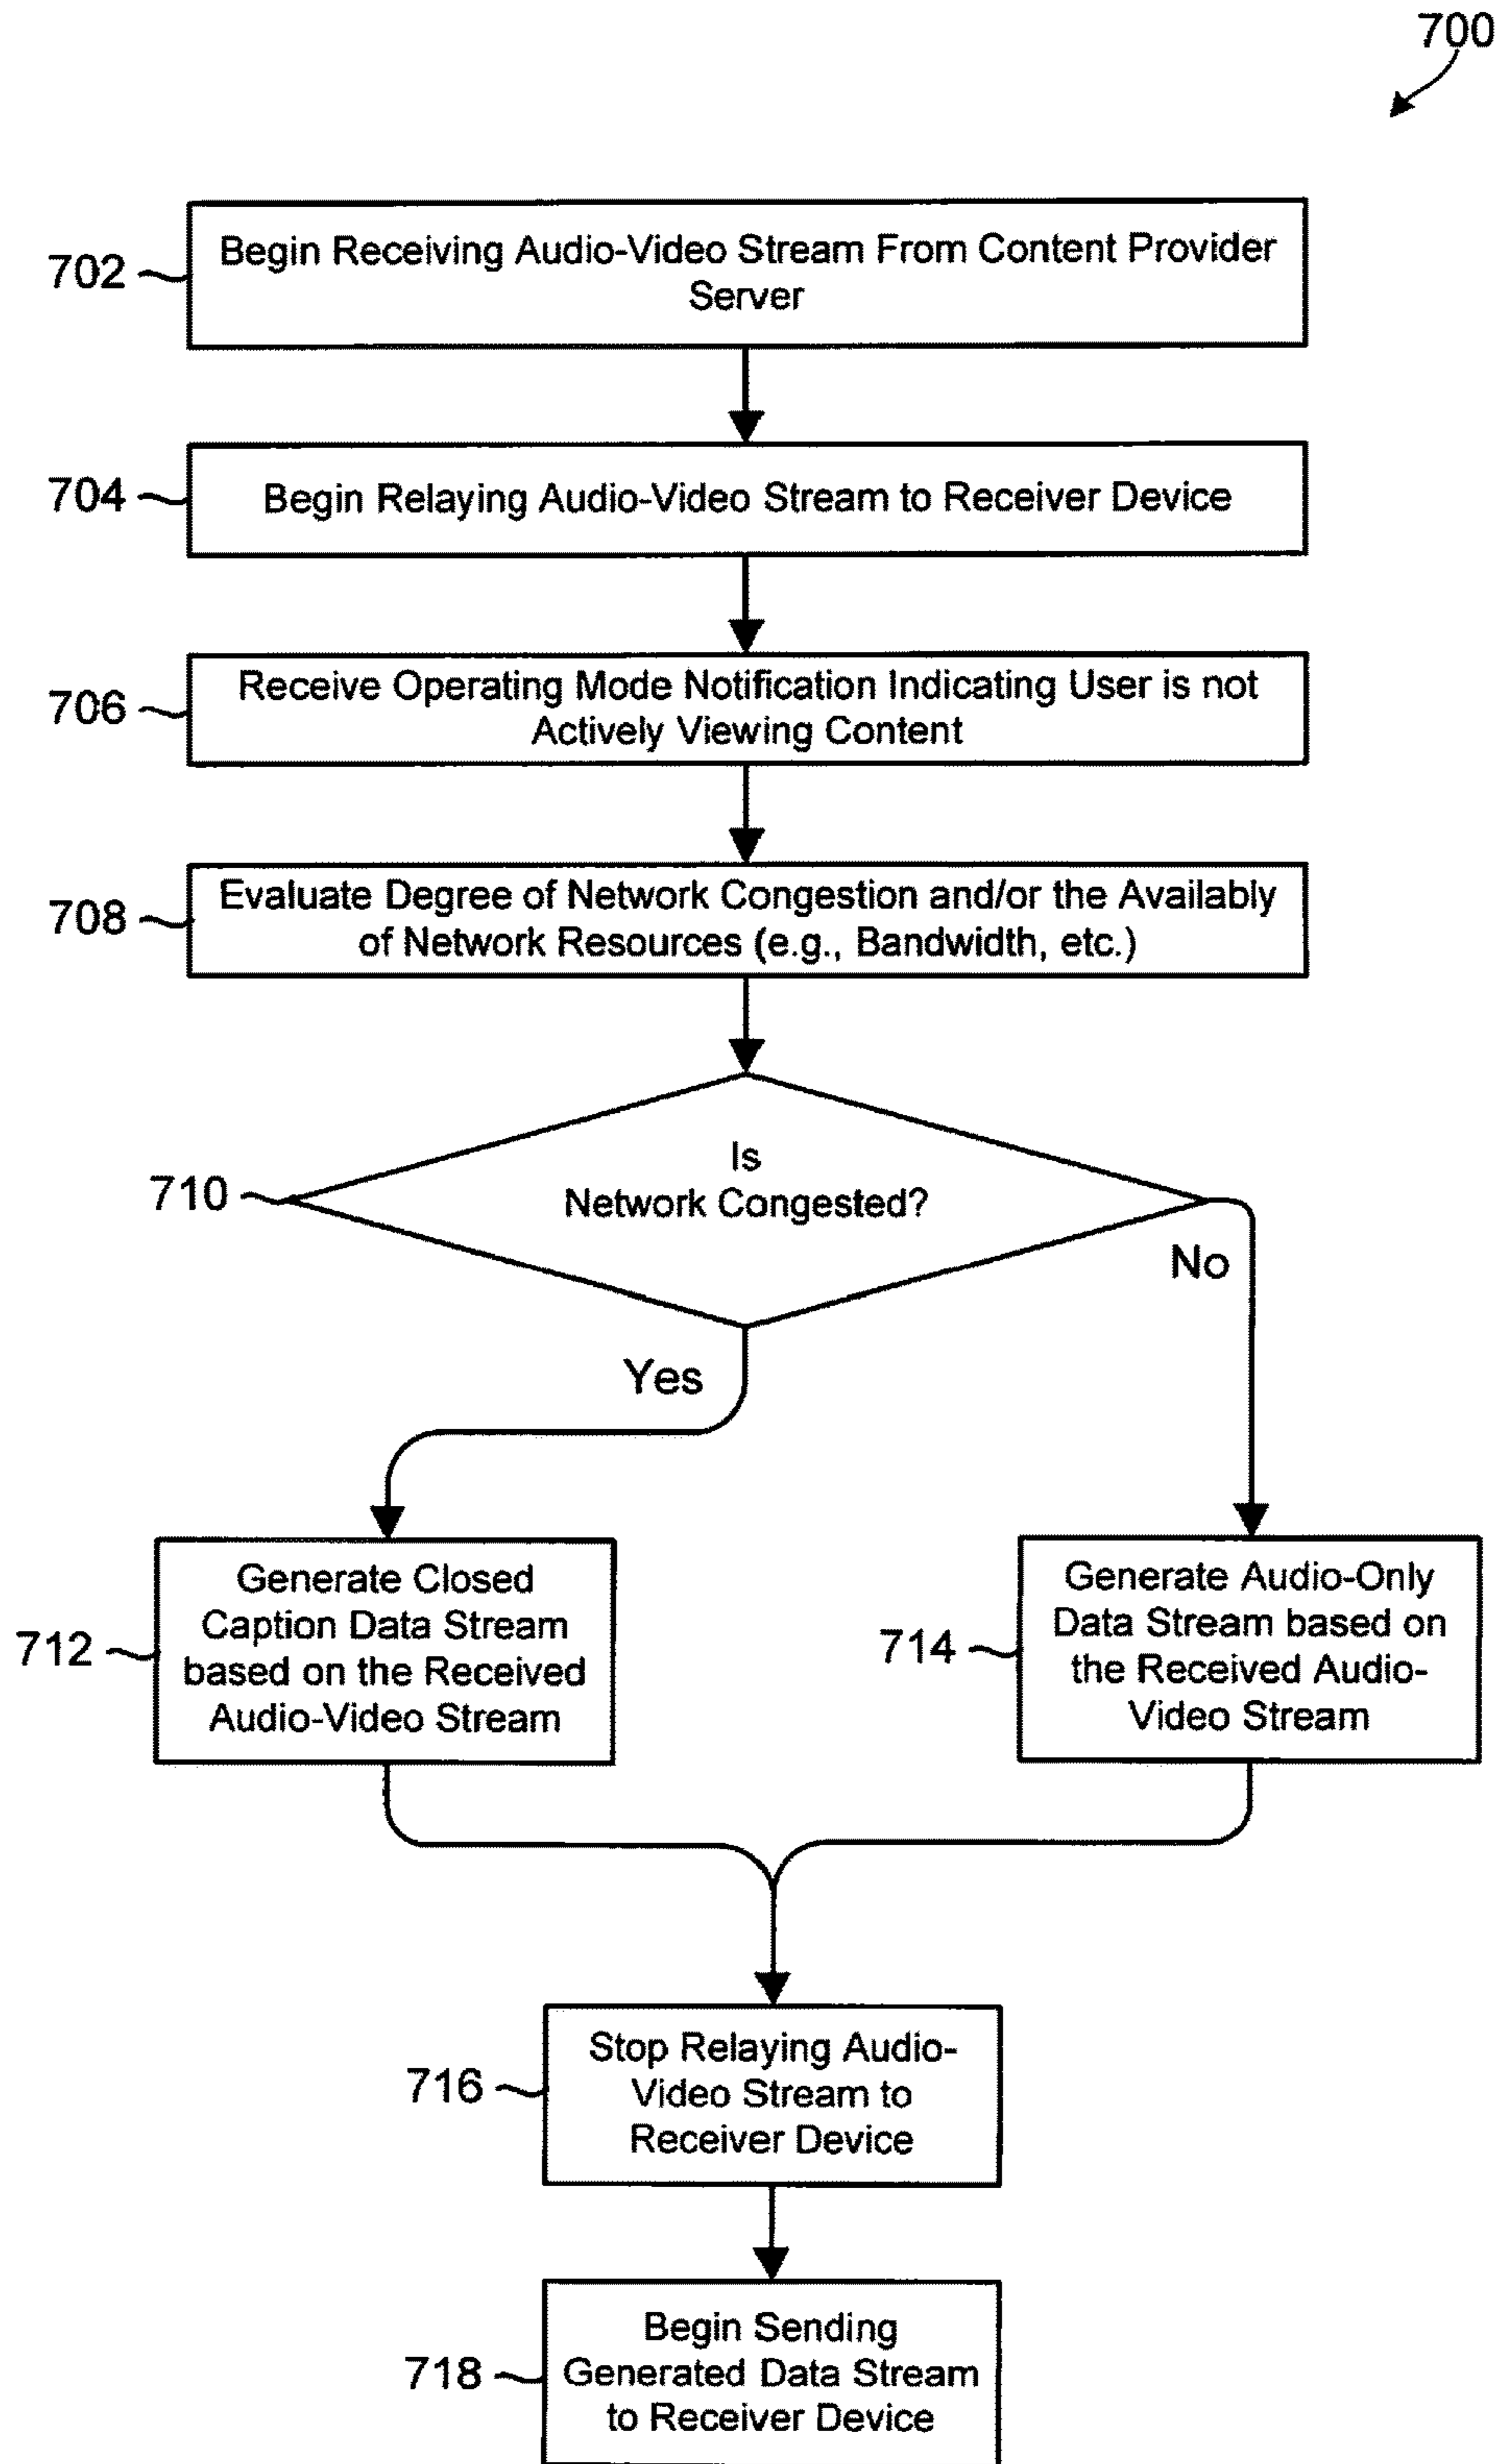 700
702
Begin Receiving Audio-Video Stream From Content Provider
Server
704
Begin Relaying Audio-Video Stream to Receiver Device
706
Receive Operating Mode Notification Indicating User is not
Actively Viewing Content
708
Evaluate Degree of Network Congestion and/or the Availably
of Network Resources (e.g., Bandwidth, etc.)
710
Is
Network Congested?
No
Yes
712
Generate Closed
Caption Data Stream
based on the Received
Audio-Video Stream
714
Generate Audio-Only
Data Stream based on
the Received Audio-
Video Stream
716
Stop Relaying Audio-
Video Stream to
Receiver Device
718
Begin Sending
Generated Data Stream
to Receiver Device